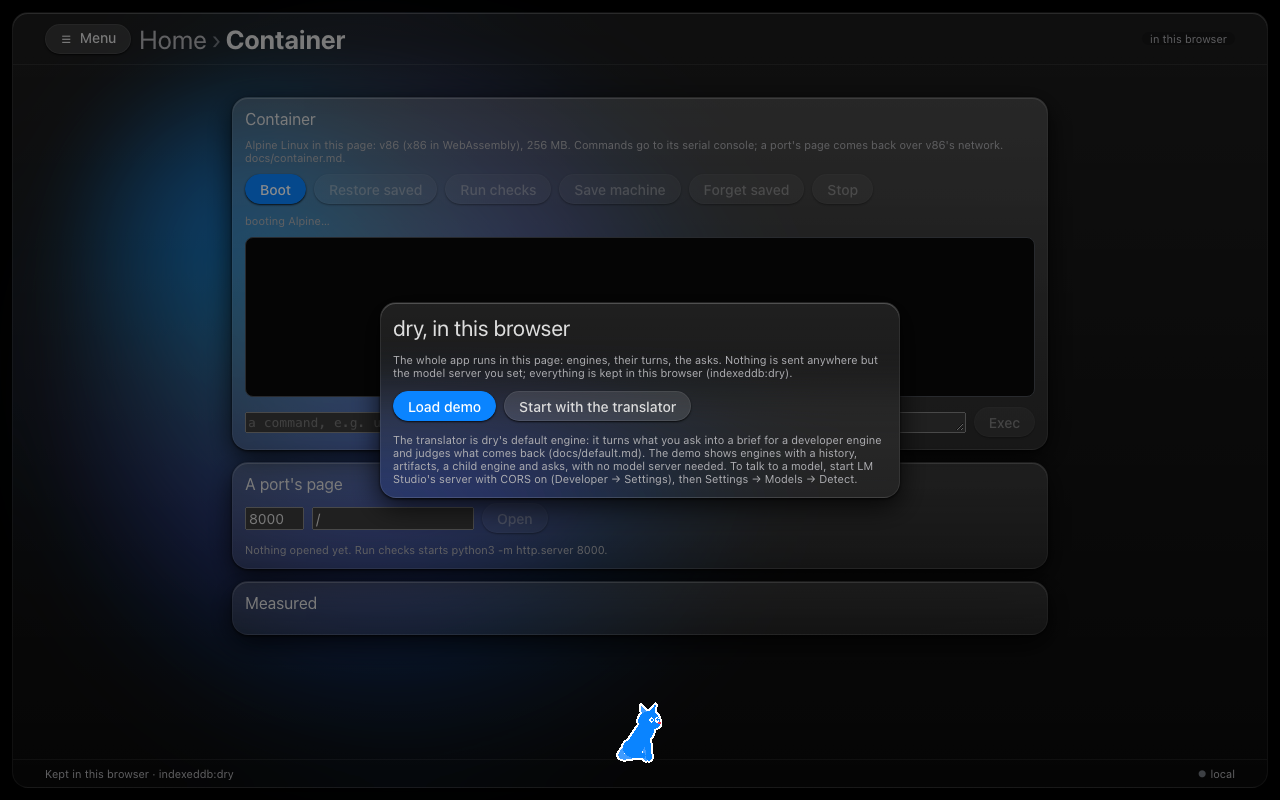 ≡ Menu Home › Container
in this browser
Container
Alpine Linux in this page: v86 (x86 in WebAssembly), 256 MB. Commands go to its serial console; a port's page comes back over v86's network.
docs/container.md.
Boot Restore saved Run checks Save machine Forget saved Stop
booting Alpine...
dry, in this browser
The whole app runs in this page: engines, their turns, the asks. Nothing is sent anywhere but
the model server you set; everything is kept in this browser (indexeddb:dry).
Load demo Start with the translator
a command, e.g. u
Exec
The translator is dry's default engine: it turns what you ask into a brief for a developer engine
and judges what comes back (docs/default.md). The demo shows engines with a history,
artifacts, a child engine and asks, with no model server needed. To talk to a model, start LM
Studio's server with CORS on (Developer → Settings), then Settings → Models → Detect.
A port's page
8000 / Open
Nothing opened yet. Run checks starts python3 -m http.server 8000.
Measured
Kept in this browser · indexeddb:dry
local